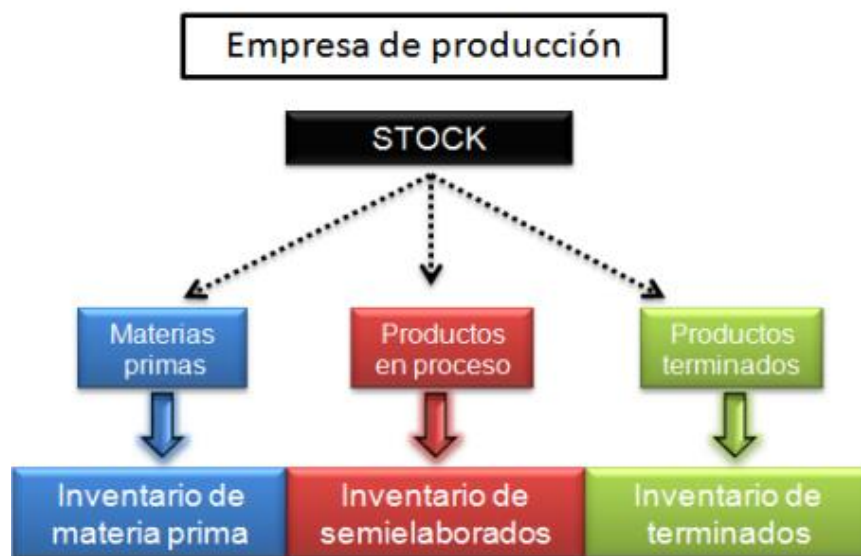 Empresa de producción
STOCK
Materias
primas
Productos
en proceso
Productos
terminados
Inventario de
materia prima
Inventario de
semielaborados
Inventario de
terminados